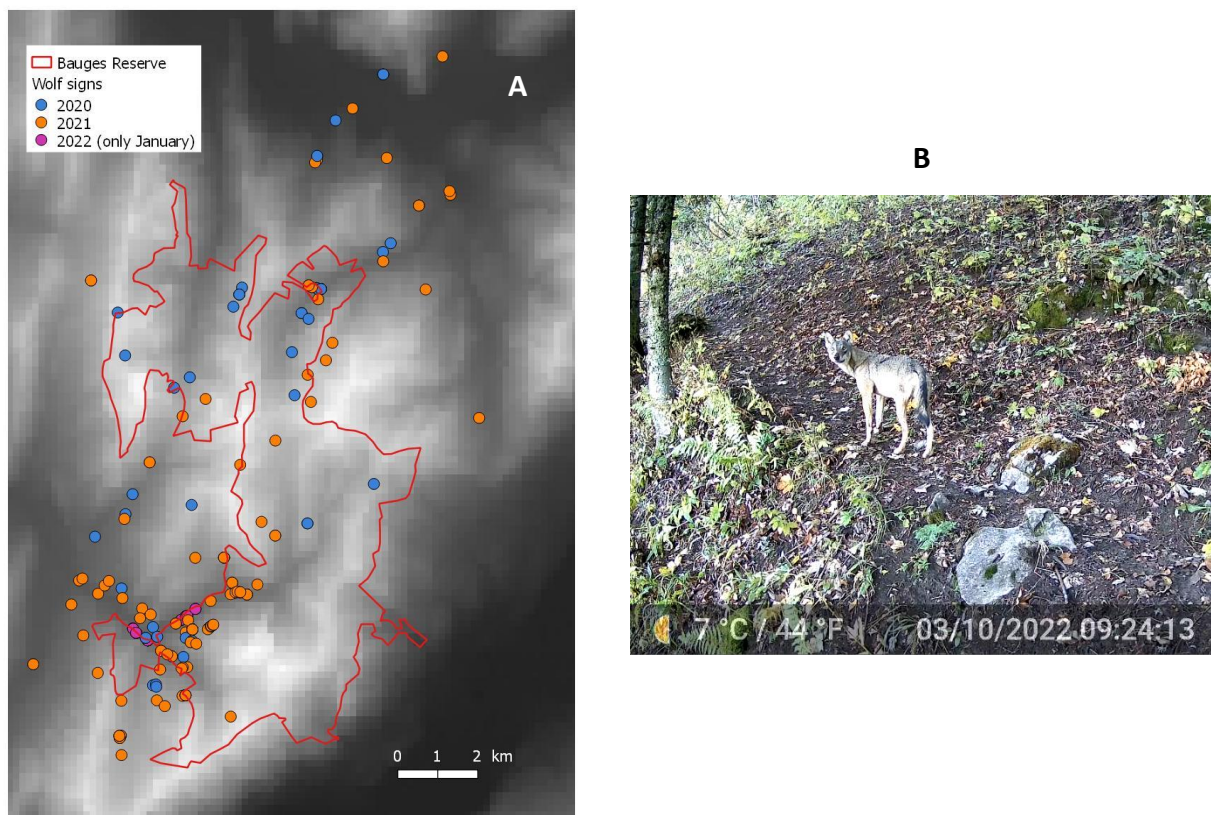 Bauges Reserve
Wolf signs
2020
2021
2022 (only January)
A
0 1 2 km
B
7 °C / 44 °F 03/10/2022 09:24:13